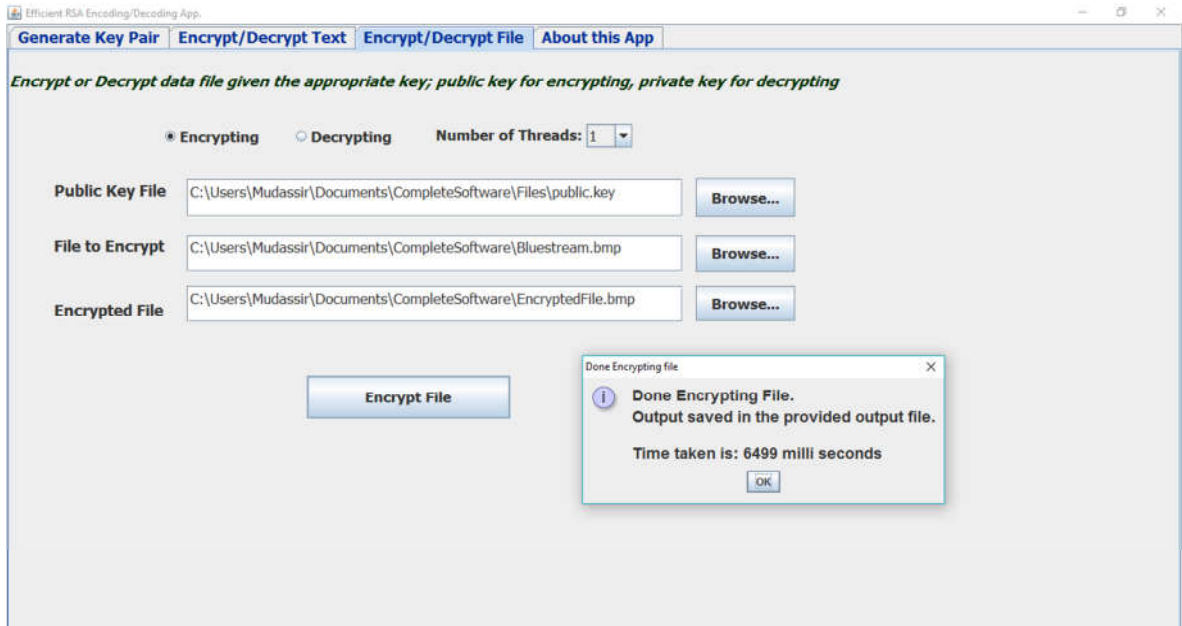 Efficient RSA Encoding/Decoding App.
Generate Key Pair Encrypt/Decrypt Text Encrypt/Decrypt File About this App
Encrypt or Decrypt data file given the appropriate key; public key for encrypting, private key for decrypting
Encrypting Decrypting Number of Threads: 1
Public Key File C:\Users\Mudassir\Documents\CompleteSoftware\Files\public.key Browse...
File to Encrypt C:\Users\Mudassir\Documents\CompleteSoftware\Bluestream.bmp Browse...
Encrypted File C:\Users\Mudassir\Documents\CompleteSoftware\EncryptedFile.bmp Browse...
Encrypt File
Done Encrypting file
Done Encrypting File.
Output saved in the provided output file.
Time taken is: 6499 milli seconds
OK